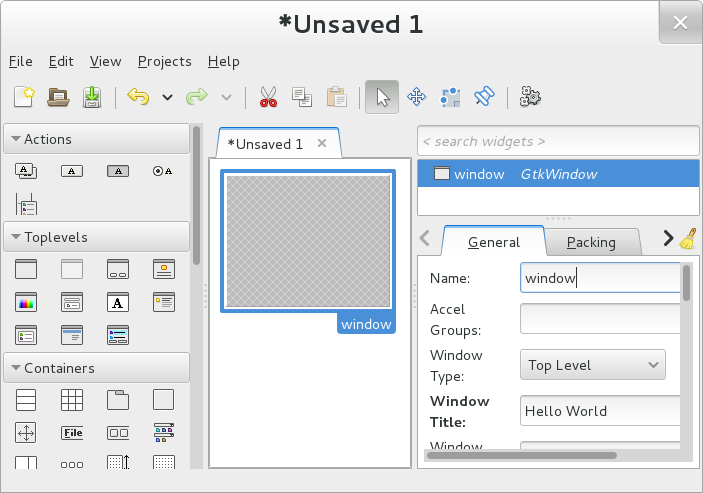 *Unsaved 1
File Edit View Projects Help
Actions
Toplevels
A
Containers
File
*Unsaved 1
window
< search widgets >
window GtkWindow
General Packing
Name: window
Accel
Groups:
Window
Type: Top Level
Window
Title: Hello World
Window